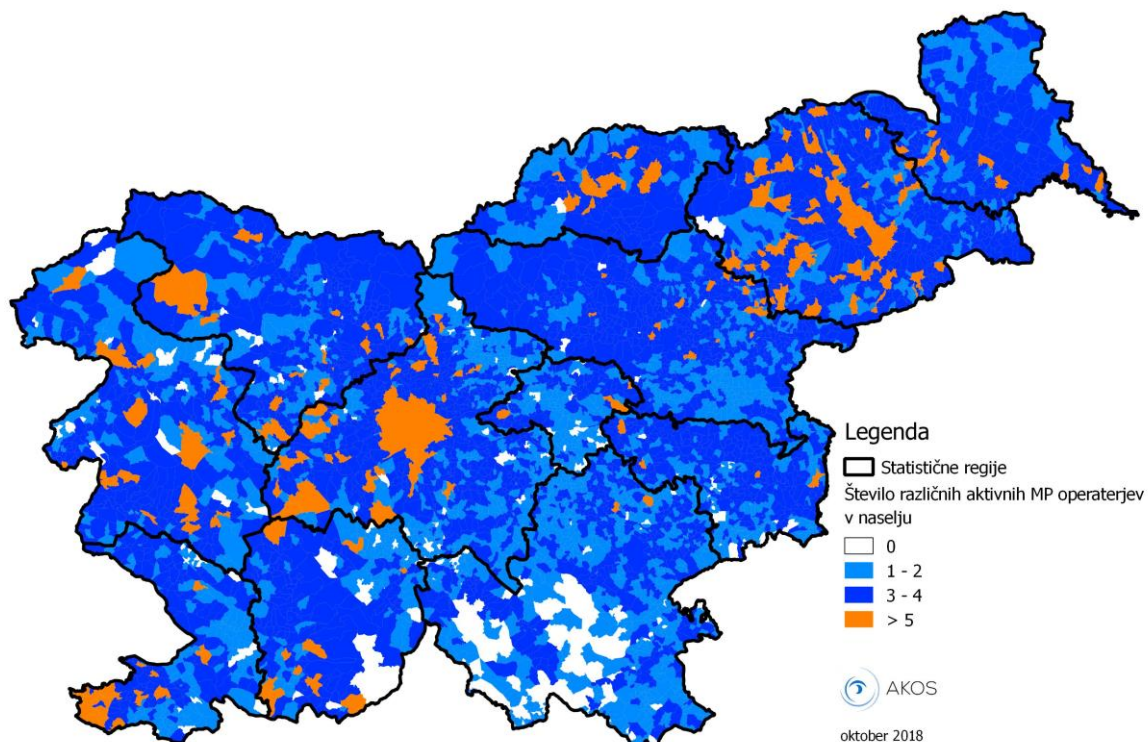 Legenda
Statistične regije
Število različnih aktivnih MP operaterjev
v naselju
0
1 - 2
3 - 4
> 5
AKOS
oktober 2018